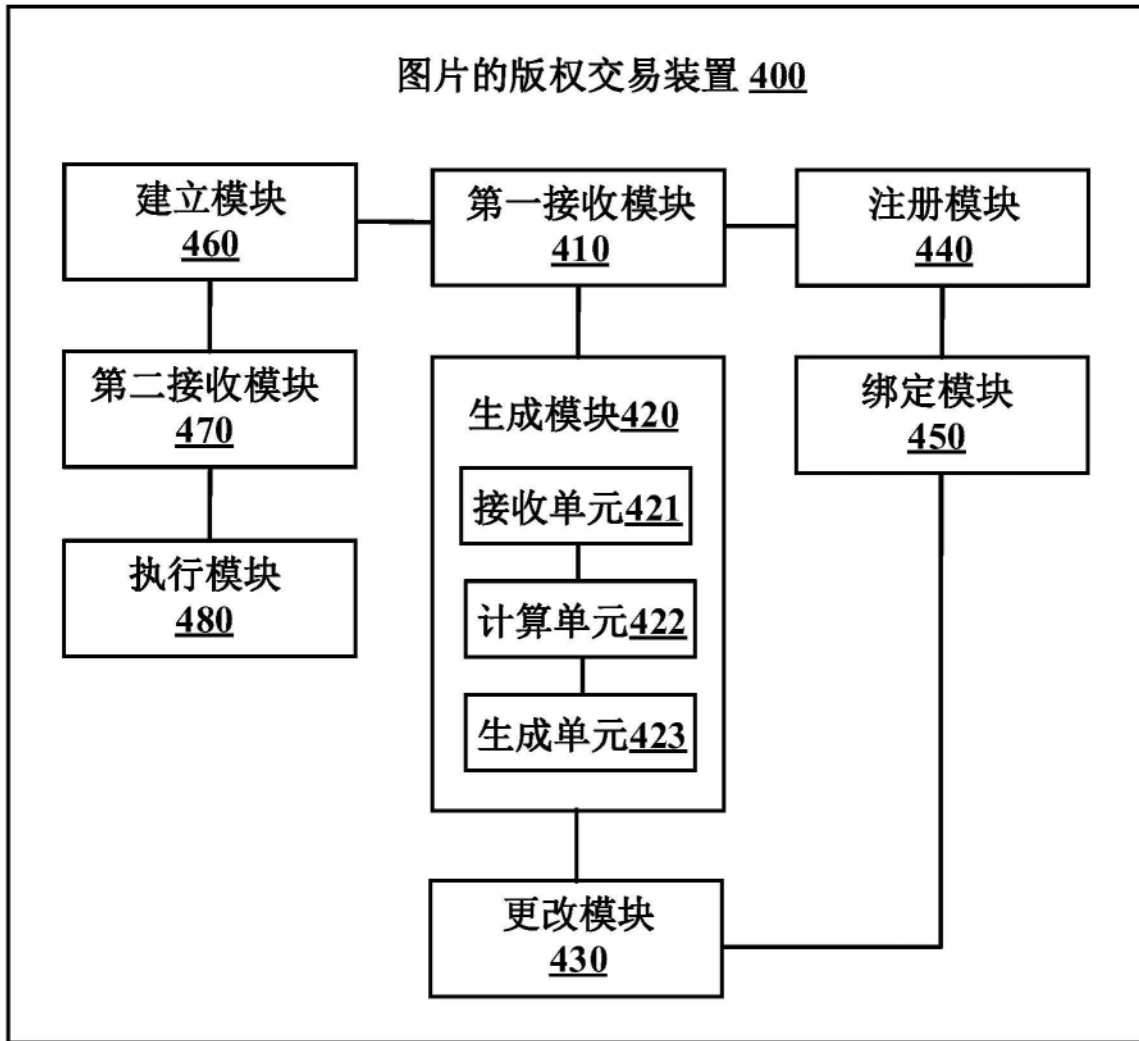 图片的版权交易装置 400
建立模块
460
第一接收模块
410
注册模块
440
第二接收模块
470
生成模块420
绑定模块
450
接收单元421
执行模块
480
计算单元422
生成单元423
更改模块
430